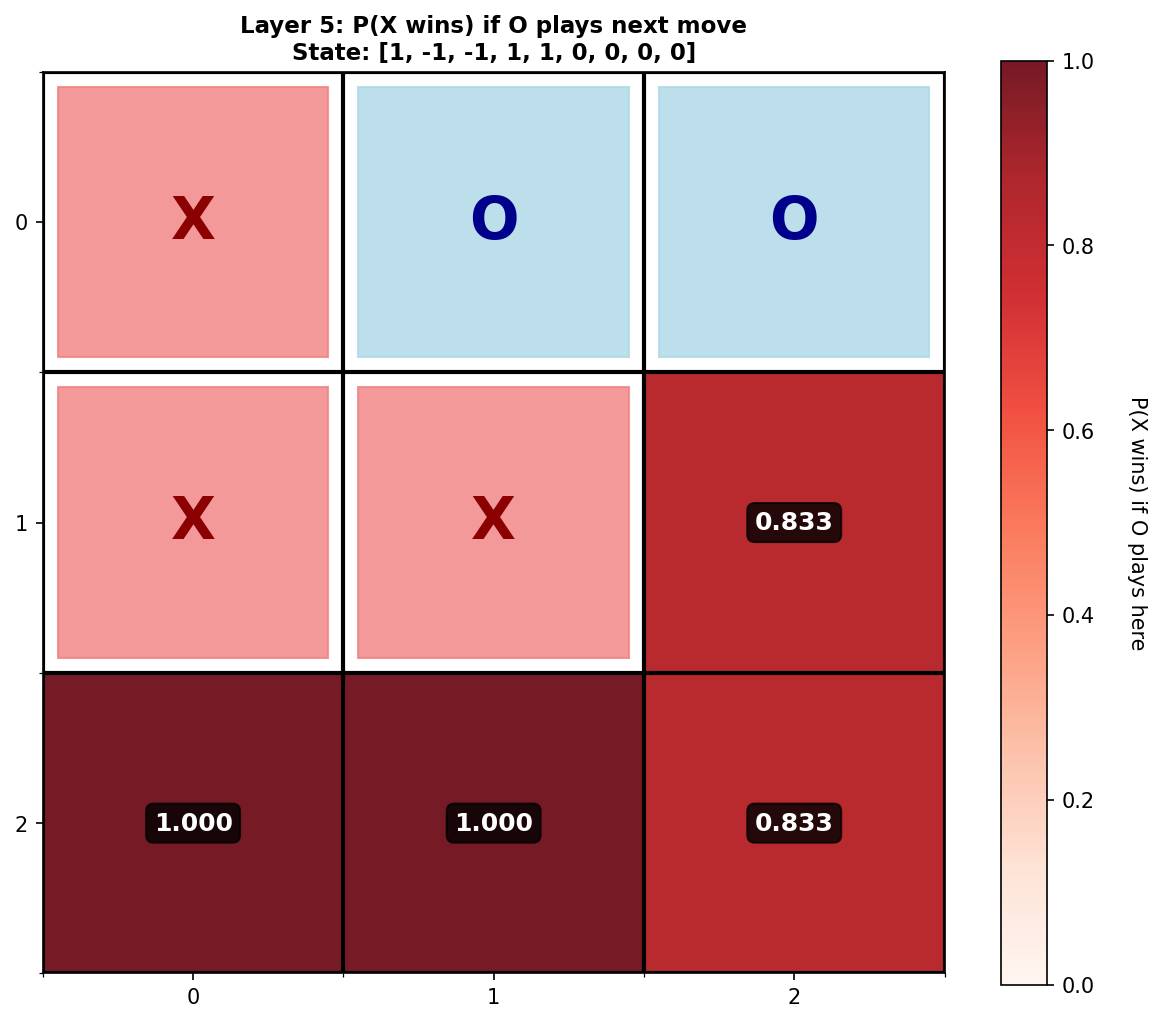 Layer 5: P(X wins) if O plays next move
State: [1, -1, -1, 1, 1, 0, 0, 0, 0]
0 X O O
1 X X 0.833
2 1.000 1.000 0.833
0 1 2
1.0
0.8
0.6
0.4
0.2
0.0
P(X wins) if O plays here